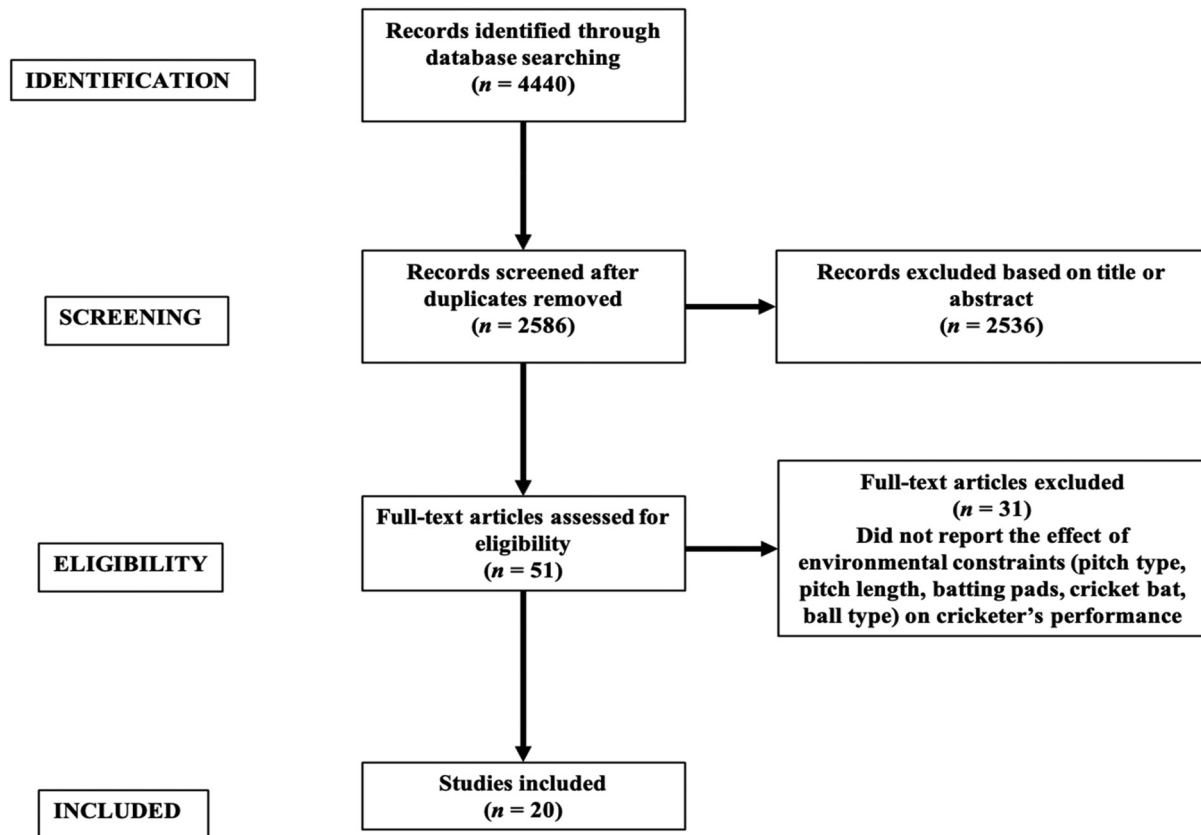 IDENTIFICATION
Records identified through
database searching
(n = 4440)
SCREENING
Records screened after
duplicates removed
(n = 2586)
Records excluded based on title or
abstract
(n = 2536)
ELIGIBILITY
Full-text articles assessed for
eligibility
(n = 51)
Full-text articles excluded
(n = 31)
Did not report the effect of
environmental constraints (pitch type,
pitch length, batting pads, cricket bat,
ball type) on cricketer’s performance
INCLUDED
Studies included
(n = 20)